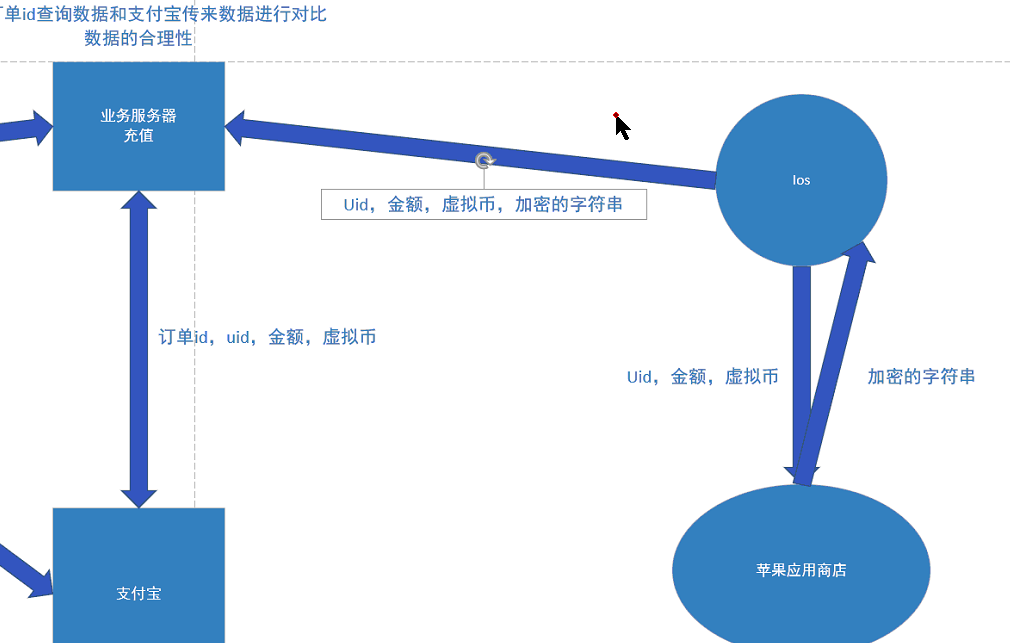 单id查询数据和支付宝传来数据进行对比
数据的合理性
业务服务器
充值
Ios
Uid，金额，虚拟币，加密的字符串
订单id，uid，金额，虚拟币
Uid，金额，虚拟币
加密的字符串
苹果应用商店
支付宝